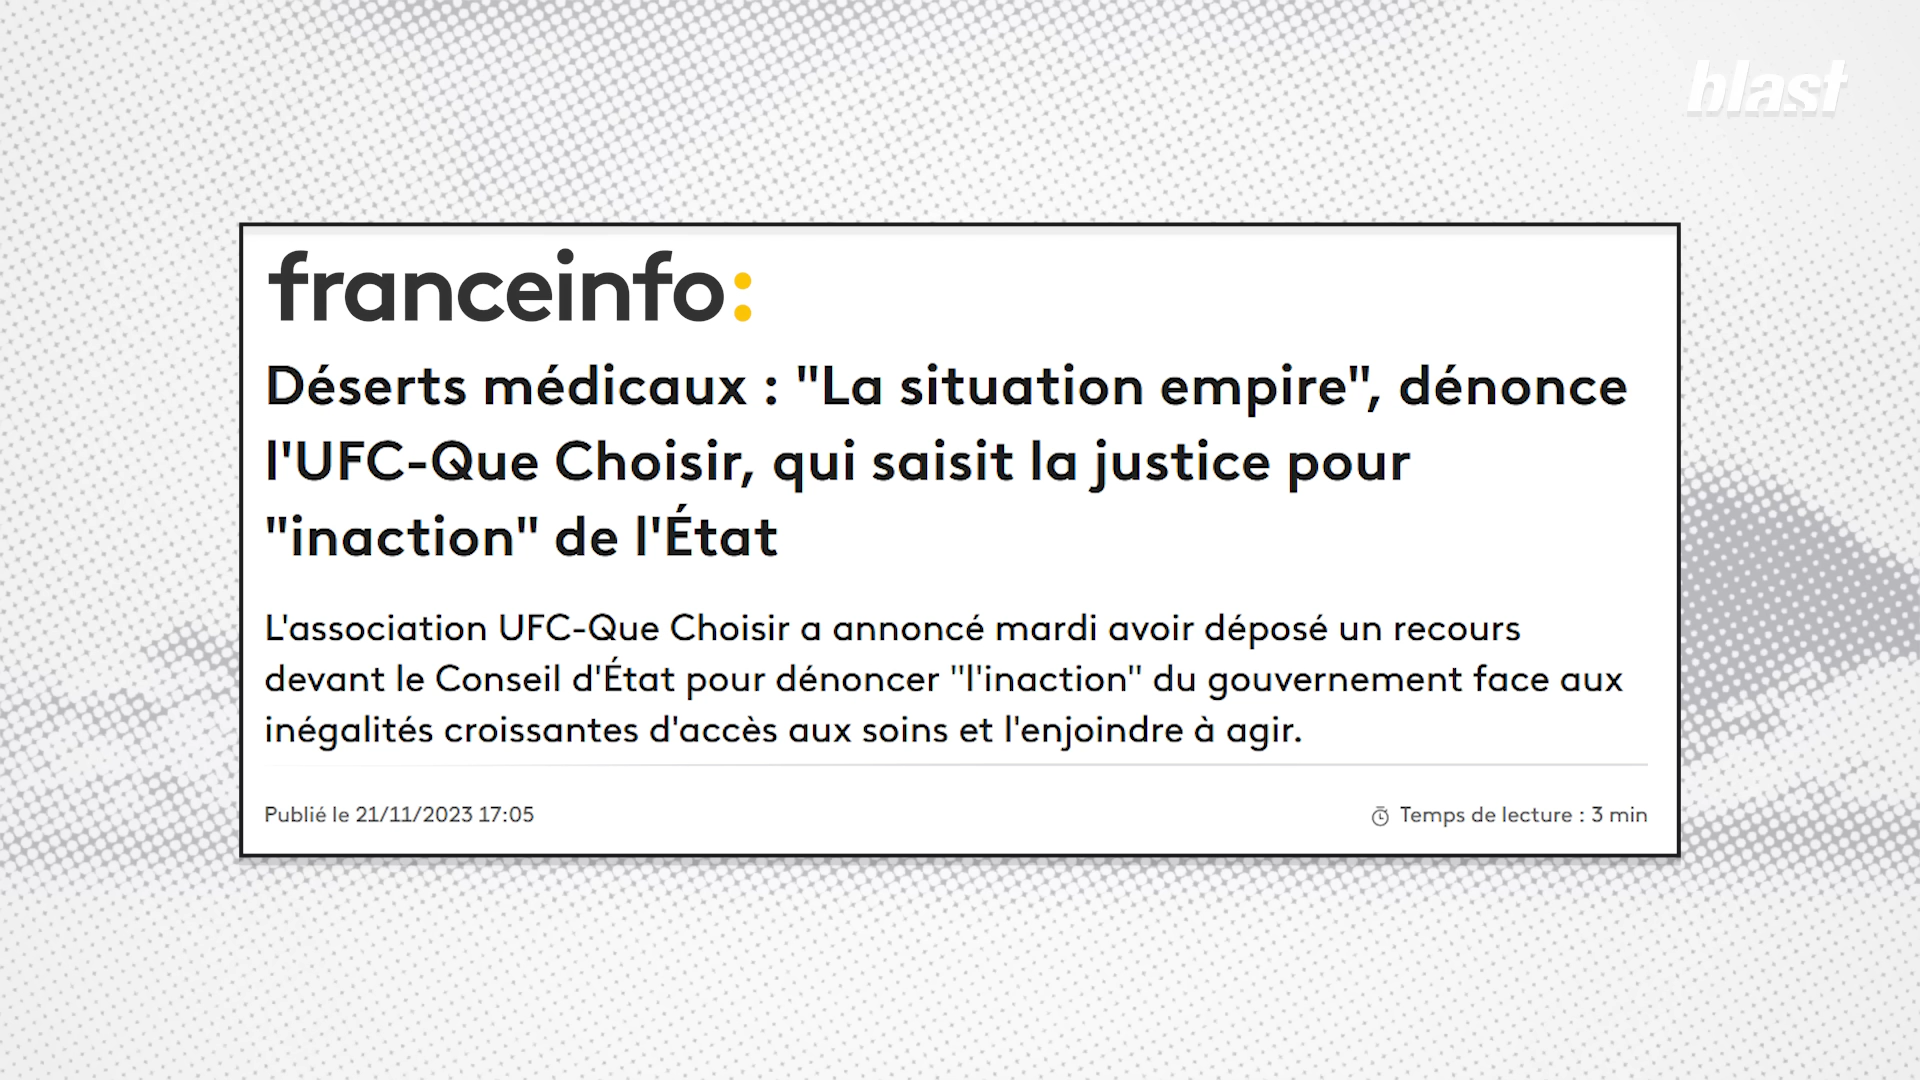 blast
franceinfo:
Déserts médicaux : "La situation empire", dénonce
l'UFC-Que Choisir, qui saisit la justice pour
"inaction" de l'État
L'association UFC-Que Choisir a annoncé mardi avoir déposé un recours
devant le Conseil d'État pour dénoncer "l'inaction" du gouvernement face aux
inégalités croissantes d'accès aux soins et l'enjoindre à agir.
Publié le 21/11/2023 17:05
Temps de lecture : 3 min